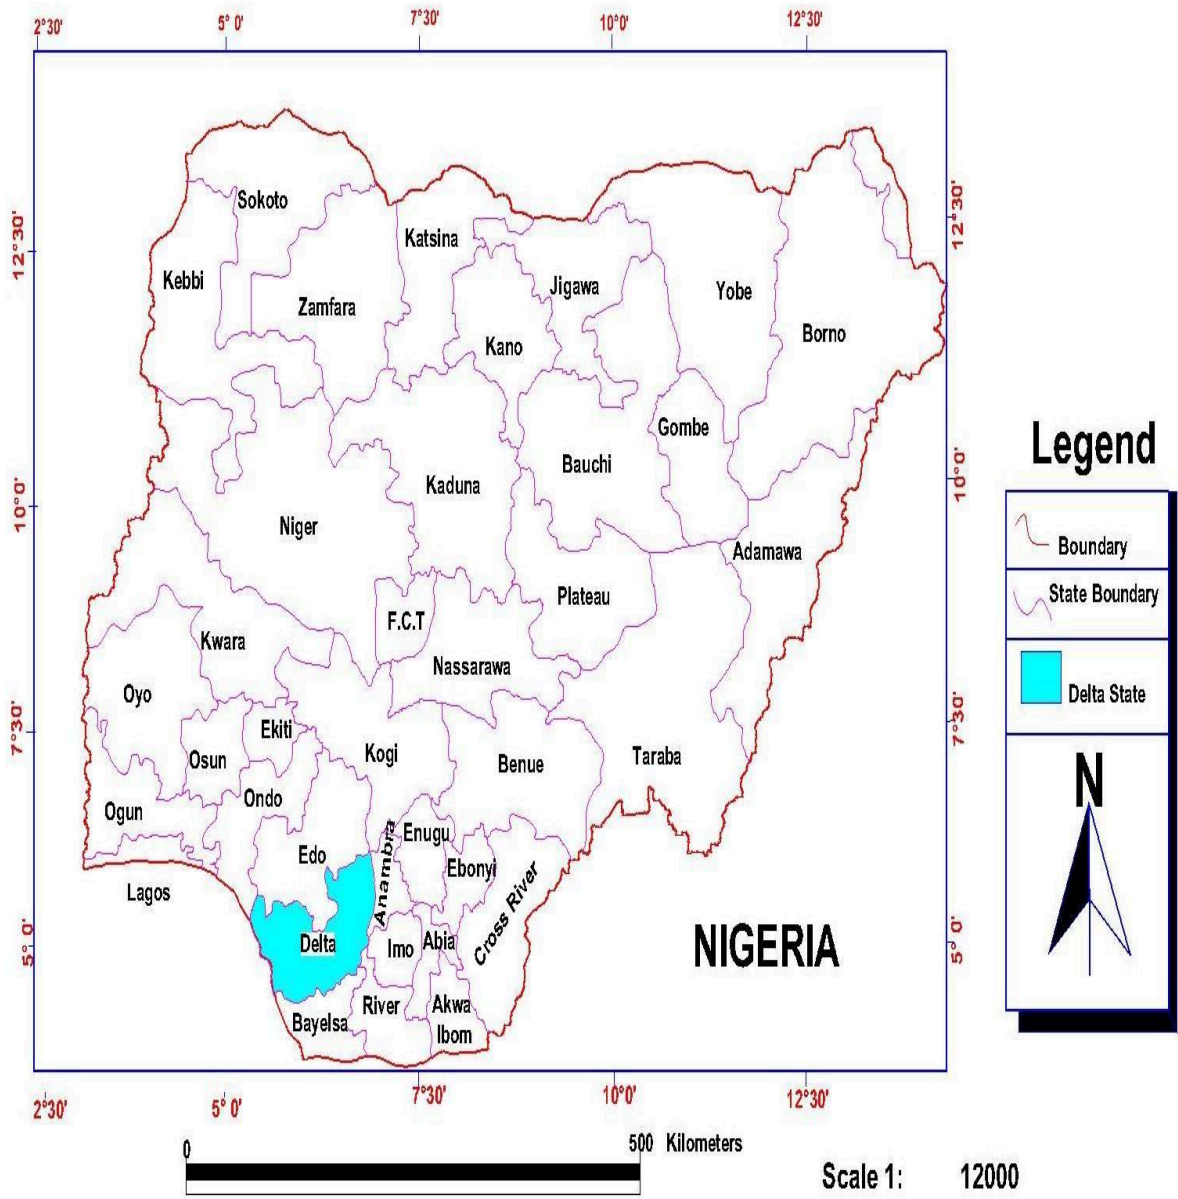 2°30' 5° 0' 7°30' 10°0' 12°30'
12°30'
10°0'
7°30'
5° 0'
Sokoto
Katsina
Kebbi
Zamfara
Jigawa
Yobe
Kano
Borno
Gombe
Bauchi
Kaduna
Niger
Adamawa
Plateau
F.C.T
Kwara
Nassarawa
Oyo
Ekiti
Kogi
Osun
Benue
Taraba
Ondo
Ogun
Enugu
Anambra
Edo
Ebonyi
Lagos
Cross River
Delta
Imo
Abia
River
Akwa
Ibom
Bayelsa
NIGERIA
12°30'
10°0'
7°30'
5° 0'
Legend
Boundary
State Boundary
Delta State
N
2°30' 5° 0' 7°30' 10°0' 12°30'
0 500 Kilometers
Scale 1: 12000